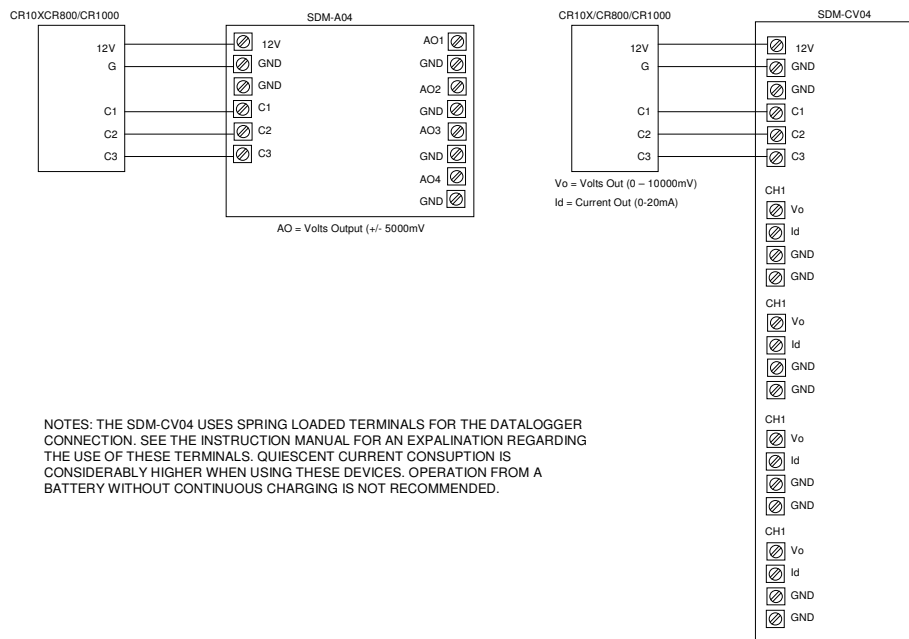 CR10XCR800/CR1000
12V
G
C1
C2
C3
SDM-A04
12V
GND
GND
C1
C2
C3
AO1
GND
AO2
GND
AO3
GND
AO4
GND
AO = Volts Output (+/- 5000mV
CR10X/CR800/CR1000
12V
G
C1
C2
C3
Vo = Volts Out (0 – 10000mV)
Id = Current Out (0-20mA)
SDM-CV04
12V
GND
GND
C1
C2
C3
CH1
Vo
Id
GND
GND
CH1
Vo
Id
GND
GND
CH1
Vo
Id
GND
GND
CH1
Vo
Id
GND
GND
NOTES: THE SDM-CV04 USES SPRING LOADED TERMINALS FOR THE DATALOGGER
CONNECTION. SEE THE INSTRUCTION MANUAL FOR AN EXPALINATION REGARDING
THE USE OF THESE TERMINALS. QUIESCENT CURRENT CONSUPTION IS
CONSIDERABLY HIGHER WHEN USING THESE DEVICES. OPERATION FROM A
BATTERY WITHOUT CONTINUOUS CHARGING IS NOT RECOMMENDED.